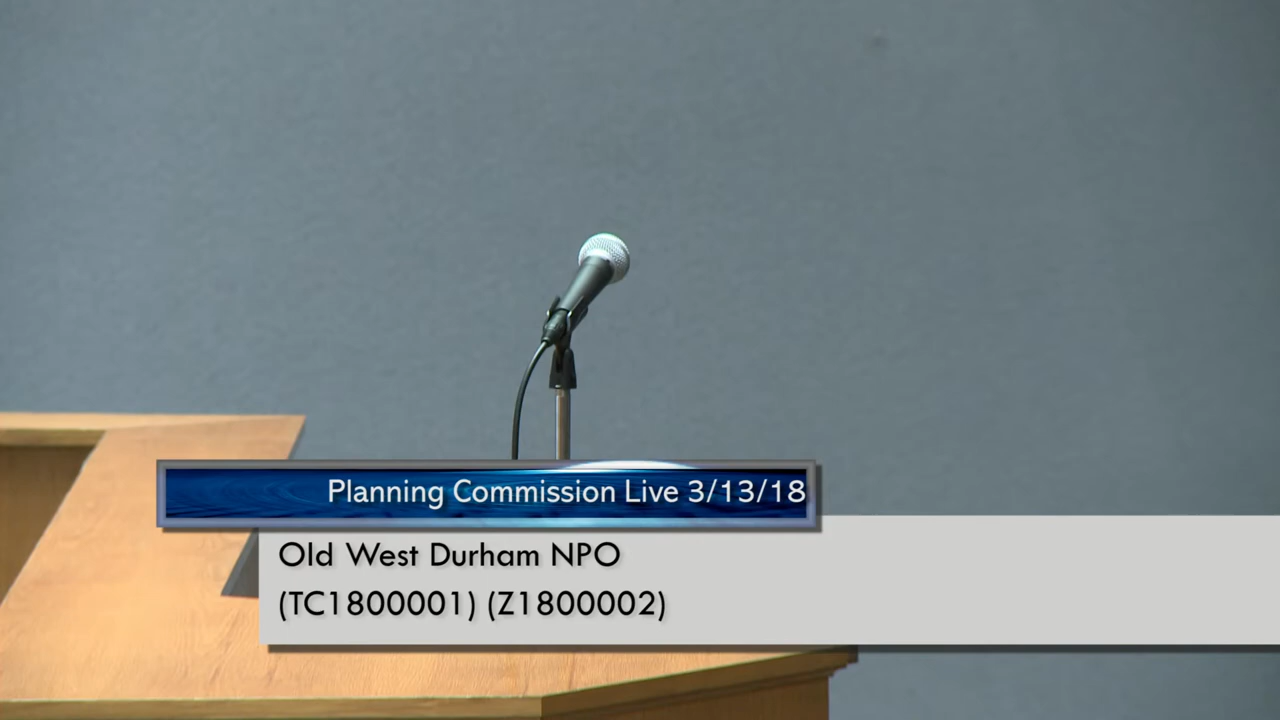 Planning Commission Live 3/13/18
Old West Durham NPO
(TC1800001) (Z1800002)